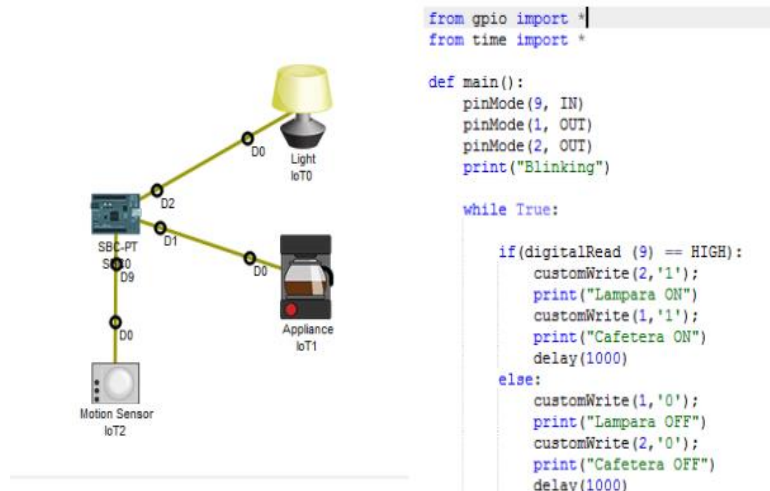 D0
Light
IoT0
D2
SBC-PT
D1
D9
D0
D0
Appliance
IoT1
Motion Sensor
IoT2
from gpio import *
from time import *
def main():
    pinMode(9, IN)
    pinMode(1, OUT)
    pinMode(2, OUT)
    print("Blinking")
    while True:
        if(digitalRead (9) == HIGH):
            customWrite(2,'1');
            print("Lampara ON")
            customWrite(1,'1');
            print("Cafetera ON")
            delay(1000)
        else:
            customWrite(1,'0');
            print("Lampara OFF")
            customWrite(2,'0');
            print("Cafetera OFF")
            delay(1000)